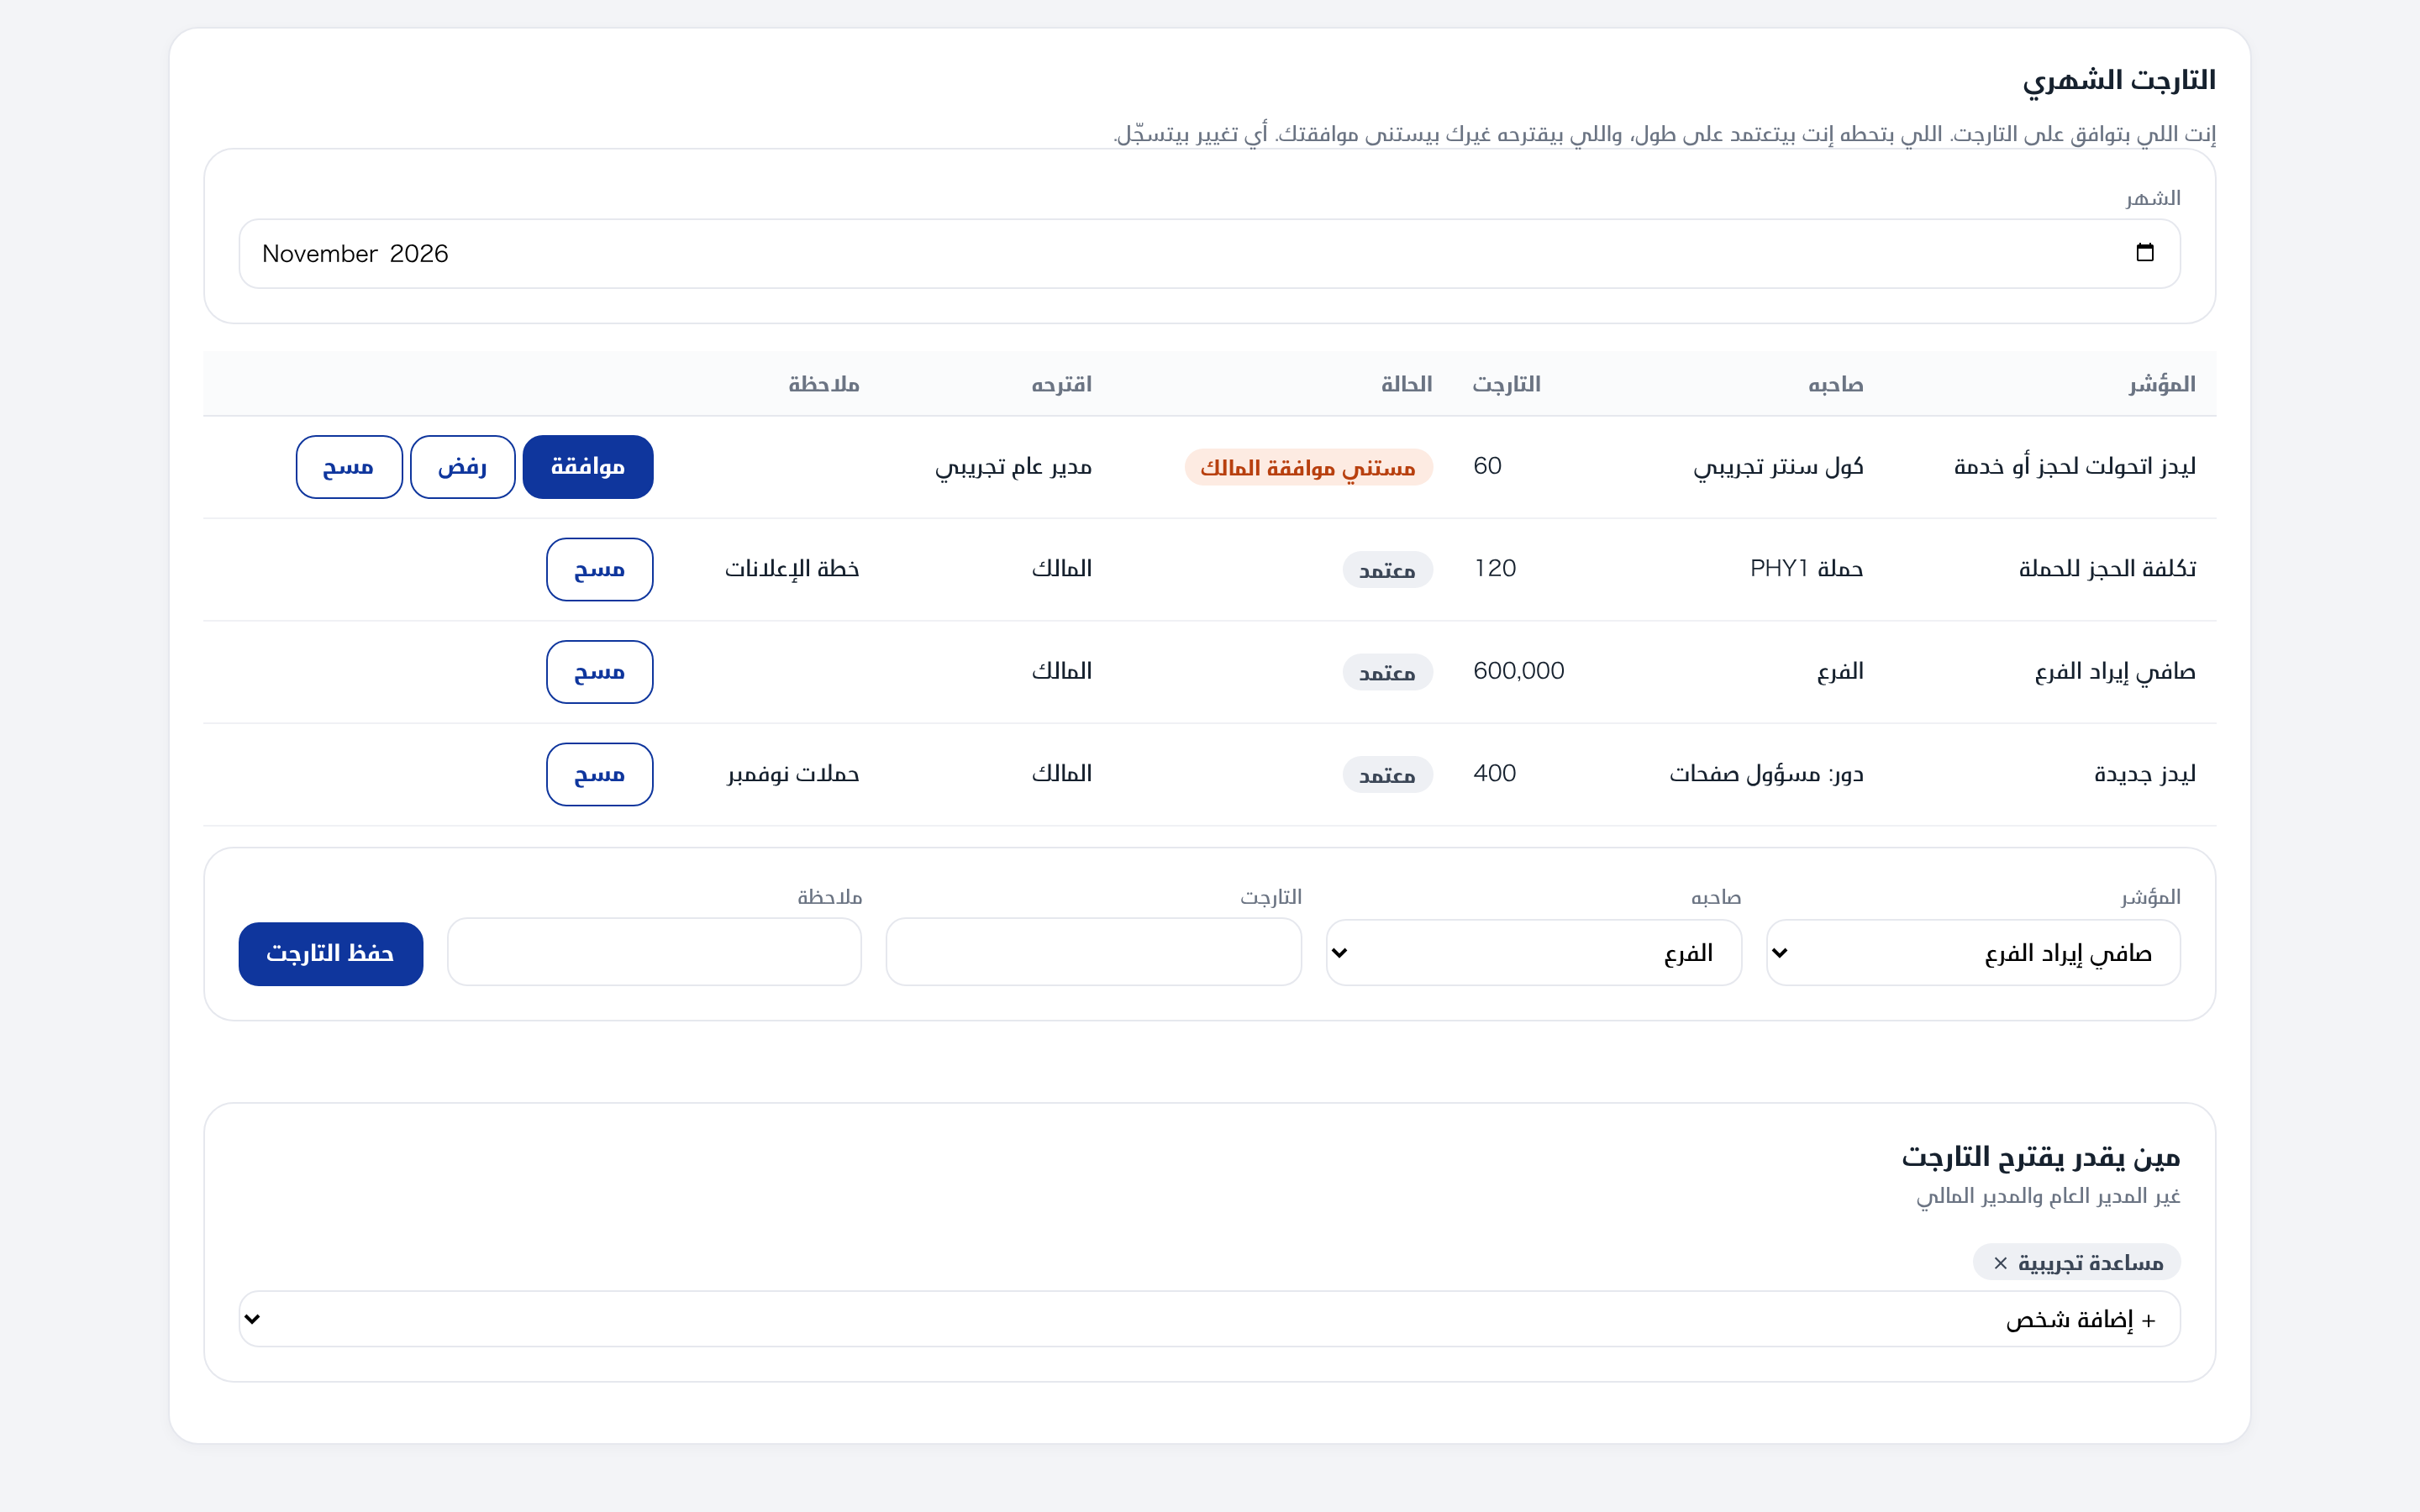 التارجت الشهري
إنت اللي بتوافق على التارجت. اللي بتحطه إنت بيتعتمد على طول، واللي بيقترحه غيرك بيستنى موافقتك. أي تغيير بيتسجّل.
الشهر
November 2026
المؤشر صاحبه التارجت الحالة اقترحه ملاحظة
ليدز اتحولت لحجز أو خدمة كول سنتر تجريبي 60 مستني موافقة المالك مدير عام تجريبي موافقة رفض مسح
تكلفة الحجز للحملة حملة PHY1 120 معتمد المالك خطة الإعلانات مسح
صافي إيراد الفرع الفرع 600,000 معتمد المالك مسح
ليدز جديدة دور: مسؤول صفحات 400 معتمد المالك حملات نوفمبر مسح
المؤشر صاحبه التارجت ملاحظة
صافي إيراد الفرع الفرع حفظ التارجت
مين يقدر يقترح التارجت
غير المدير العام والمدير المالي
مساعدة تجريبية ×
+ إضافة شخص